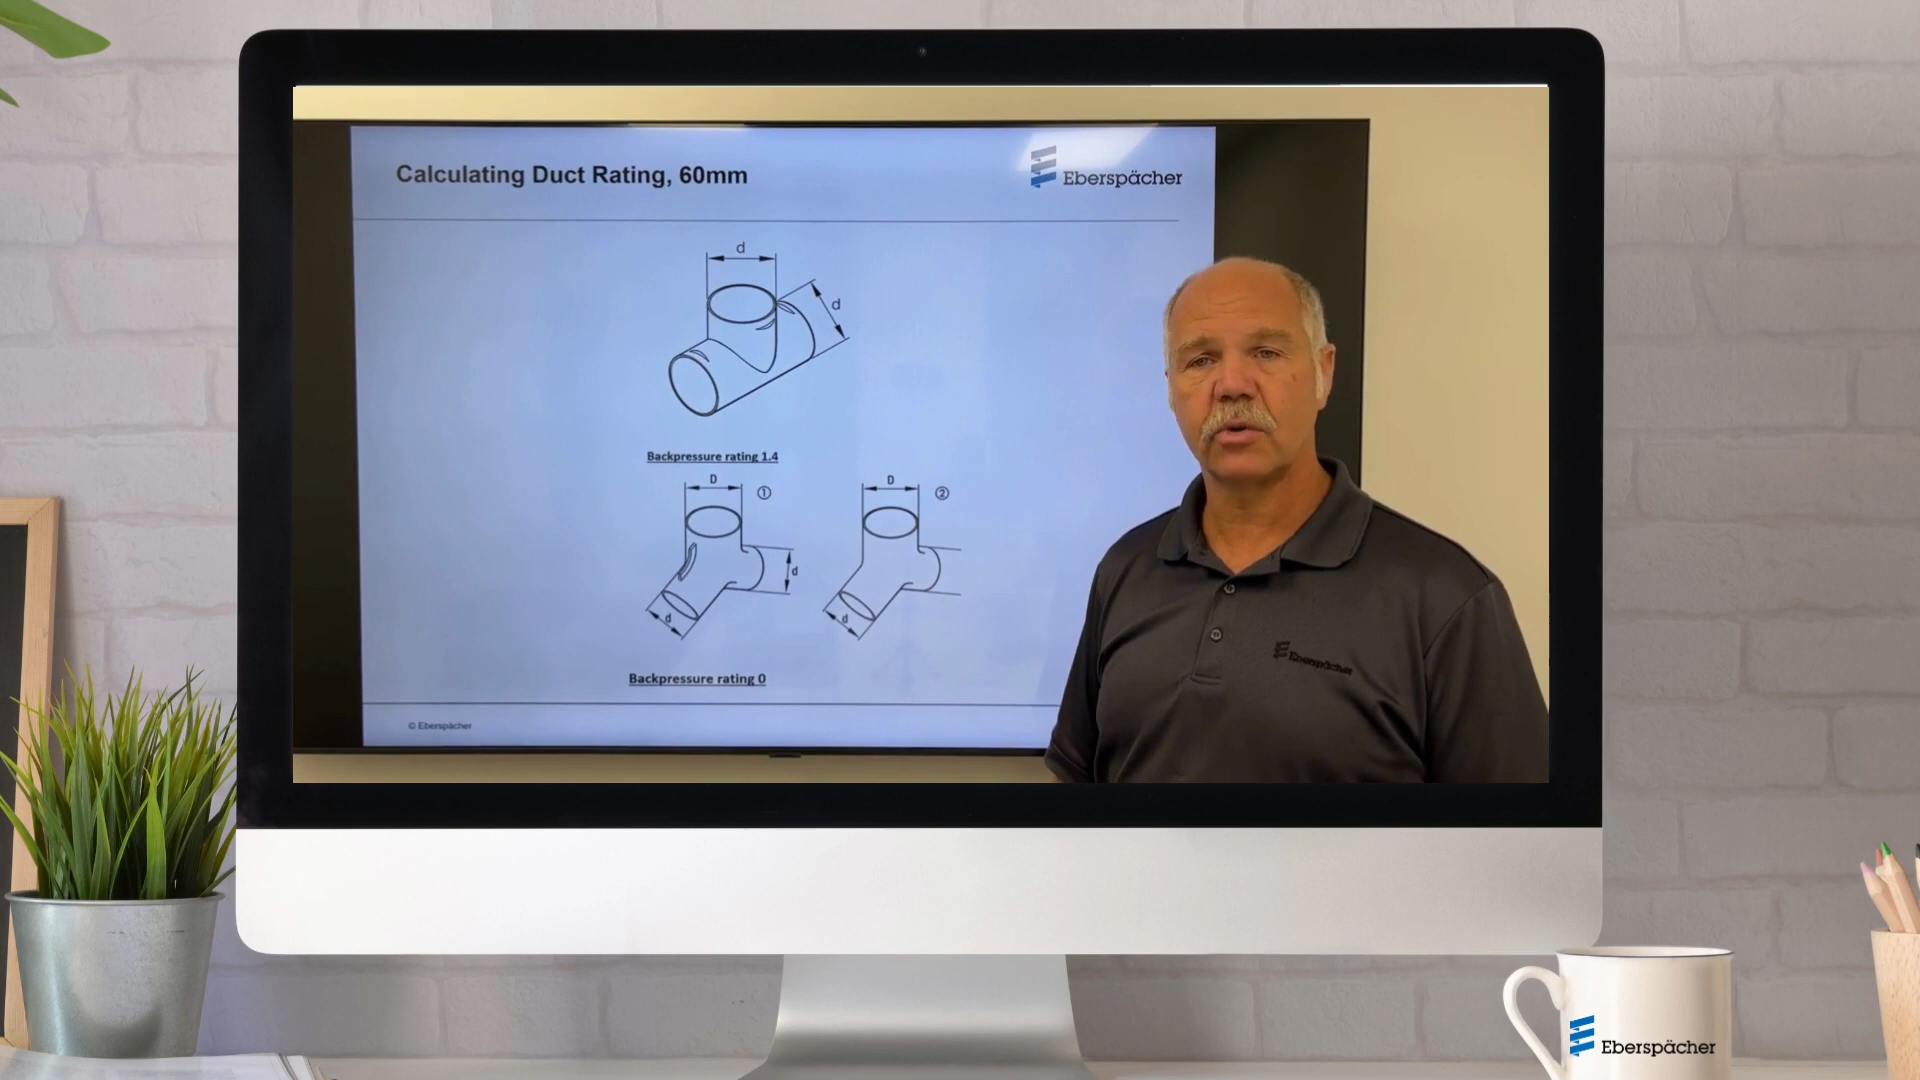 Calculating Duct Rating, 60mm
Eberspächer
d
d
Backpressure rating 1.4
D
①
d
d
D
②
d
Backpressure rating 0
© Eberspächer
Eberspächer
Eberspächer